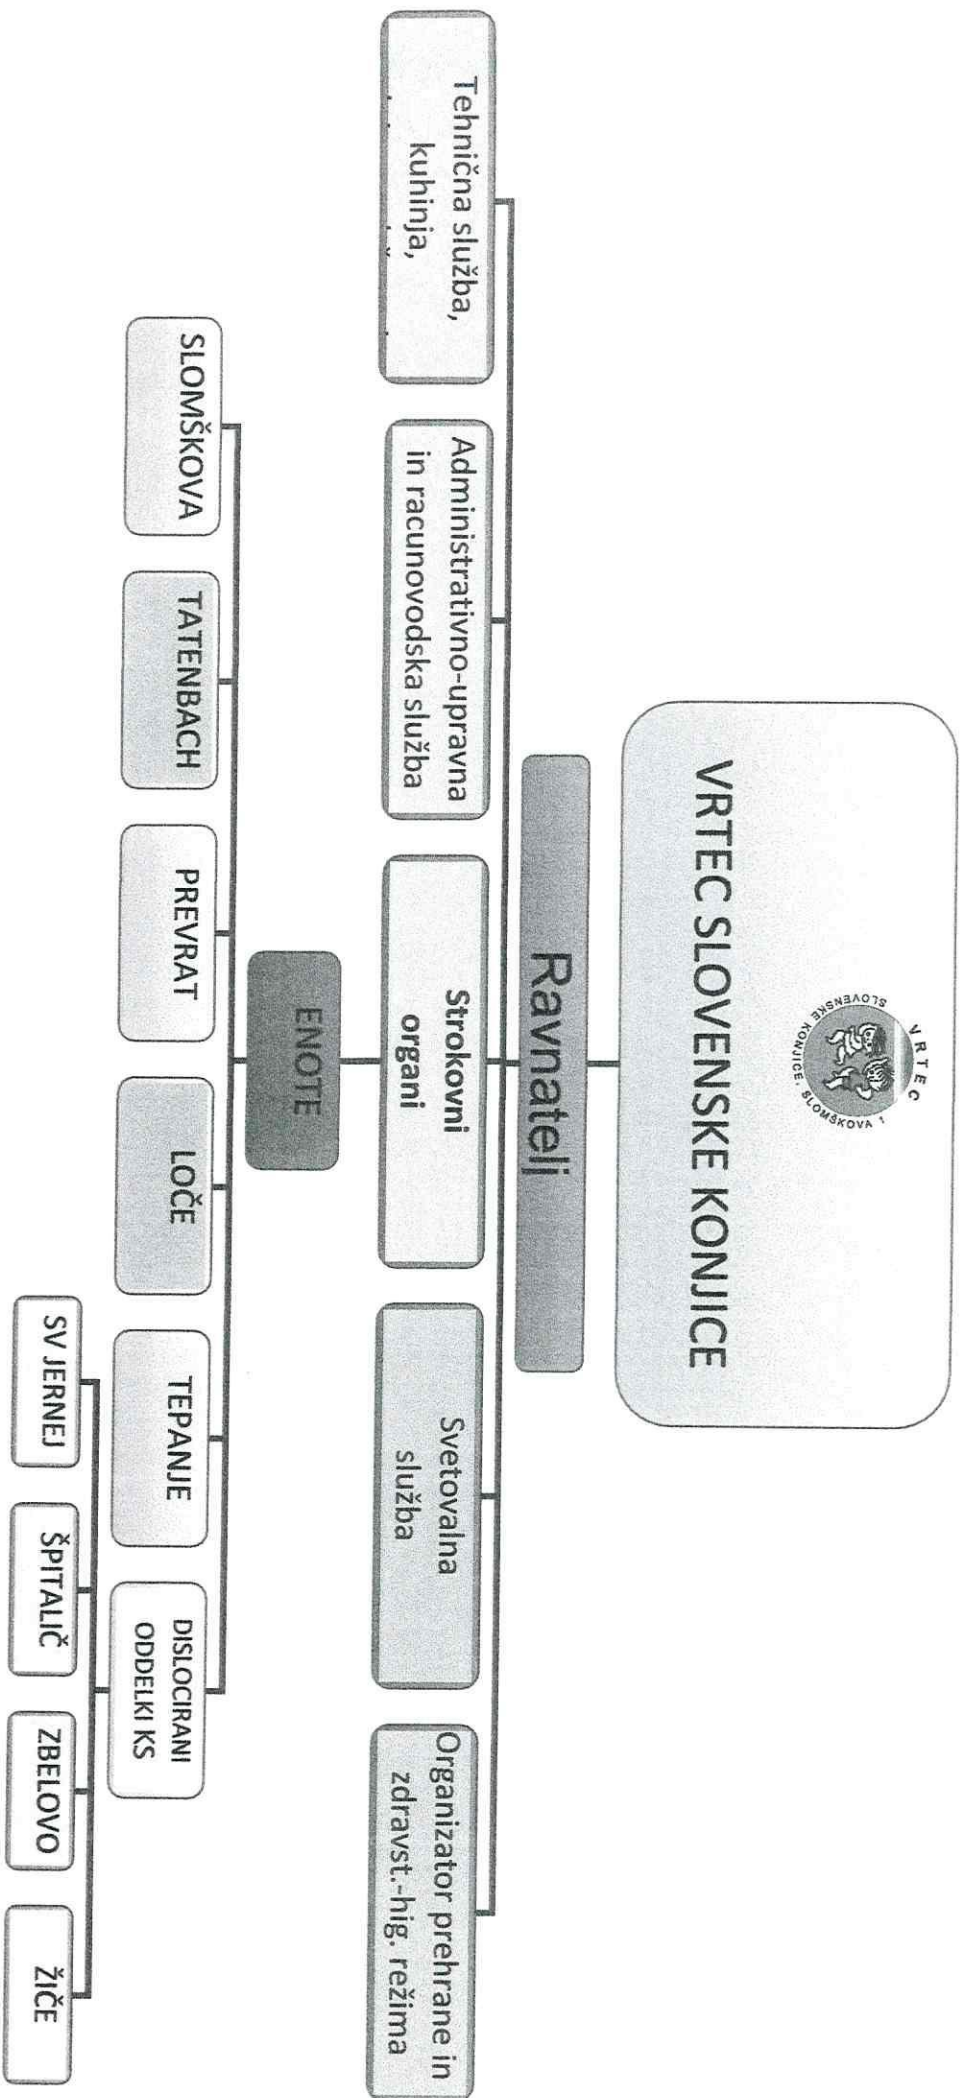 VRTEC
SLOVENSKE KONJICE, SLOMŠKOVA 1
VRTEC SLOVENSKE KONJICE
Ravnatelj
Tehnična služba,
kuhinja,
Administrativno-upravna
in racunovodska služba
Strokovni
organi
Svetovalna
služba
Organizator prehrane in
zdravst.-hig. režima
ENOTE
SLOMŠKOVA
TATENBACH
PREVRAT
LOČE
TEPANJE
DISLOCIRANI
ODDELKI KS
SV JERNEJ
ŠPITALIČ
ZBELOVO
ŽIČE